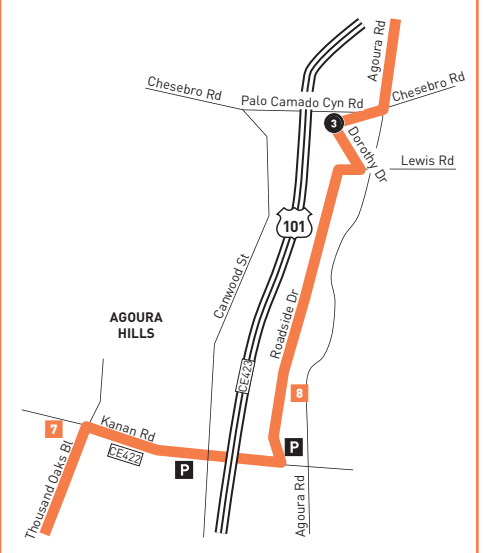 Agoura Rd
Chesebro Rd
Palo Camado Cyn Rd
Chesebro Rd
3
Dorothy Dr
Lewis Rd
101
Canwood St
AGOURA
HILLS
Roadside Dr
CE423
8
7
Kanan Rd
CE422
P
P
Thousand Oaks Bl
Agoura Rd